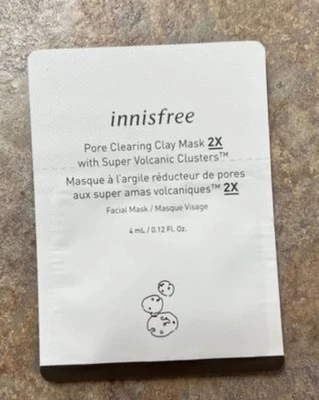 innisfree
Pore Clearing Clay Mask 2X
with Super Volcanic Clusters™
Masque à l'argile réducteur de pores
aux super amas volcaniques™ 2X
Facial Mask / Masque Visage
4 mL / 0.12 Fl. Oz.